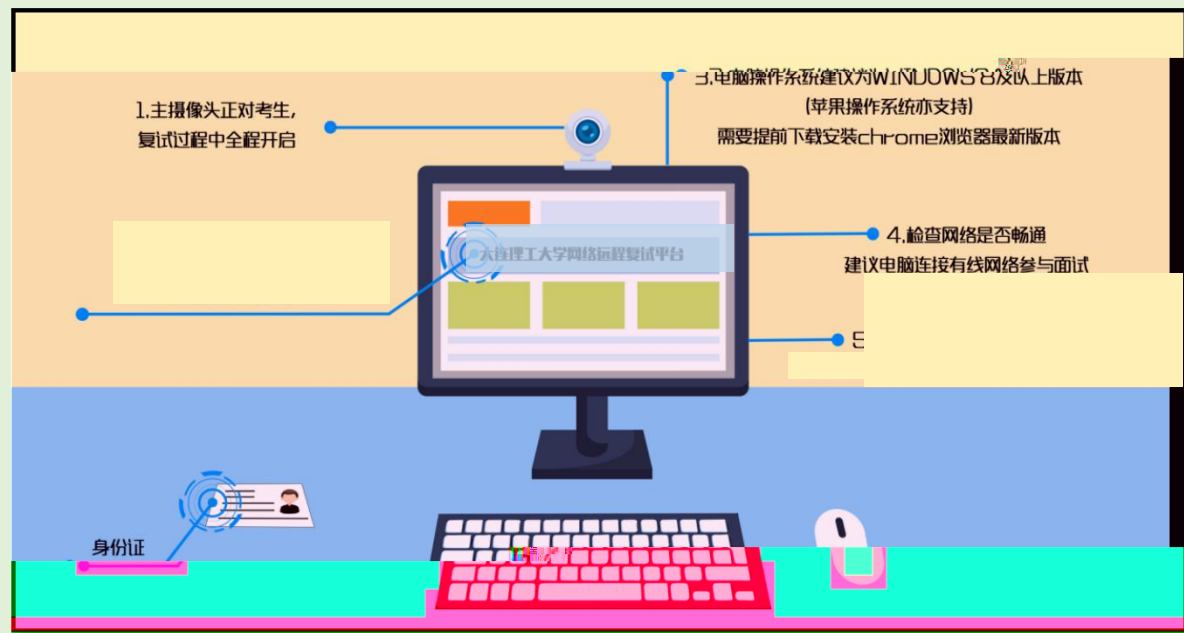 1.主摄像头正对考生,
复试过程中全程开启
3.电脑操作系统建议为WINDOWS 8及以上版本
(苹果操作系统亦支持)
需要提前下载安装chrome浏览器最新版本
大连理工大学网络远程复试平台
4.检查网络是否畅通
建议电脑连接有线网络参与面试
5
身份证